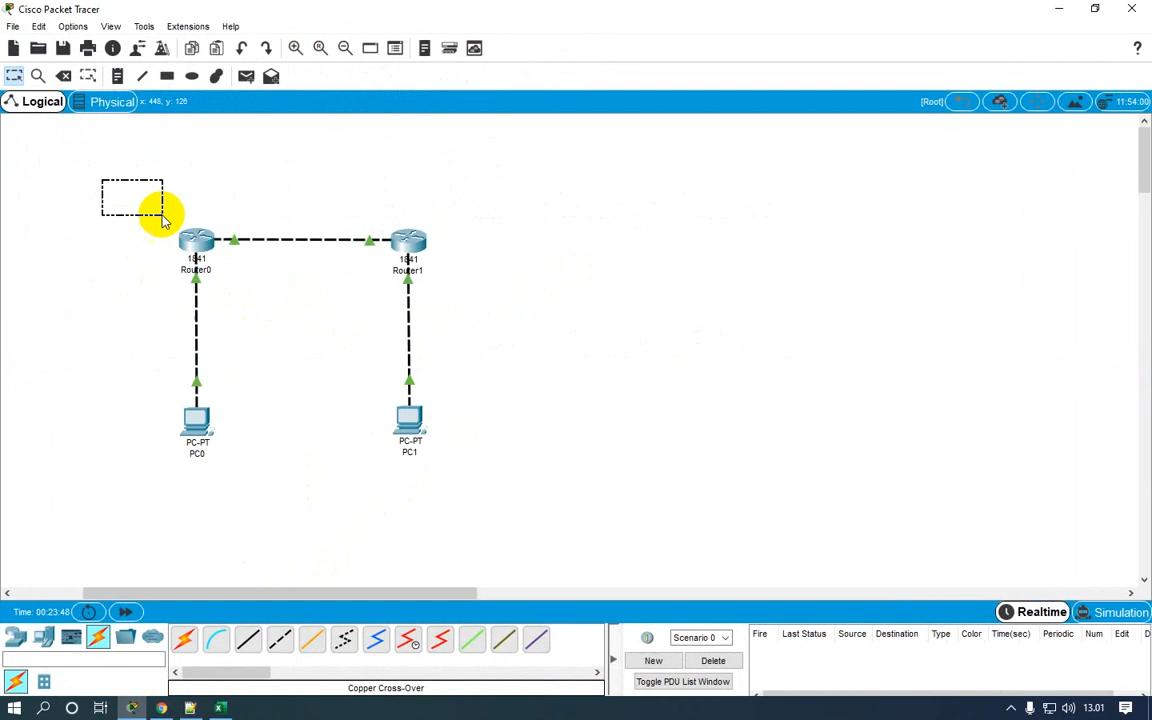 Cisco Packet Tracer
File Edit Options View Tools Extensions Help
Logical Physical x: 448, y: 126 [Root] 11:54:00
1841
Router0
1841
Router1
PC-PT
PC0
PC-PT
PC1
Time: 00:23:48 Realtime Simulation
Scenario 0
New Delete
Toggle PDU List Window
Fire Last Status Source Destination Type Color Time(sec) Periodic Num Edit D
Copper Cross-Over
13.01